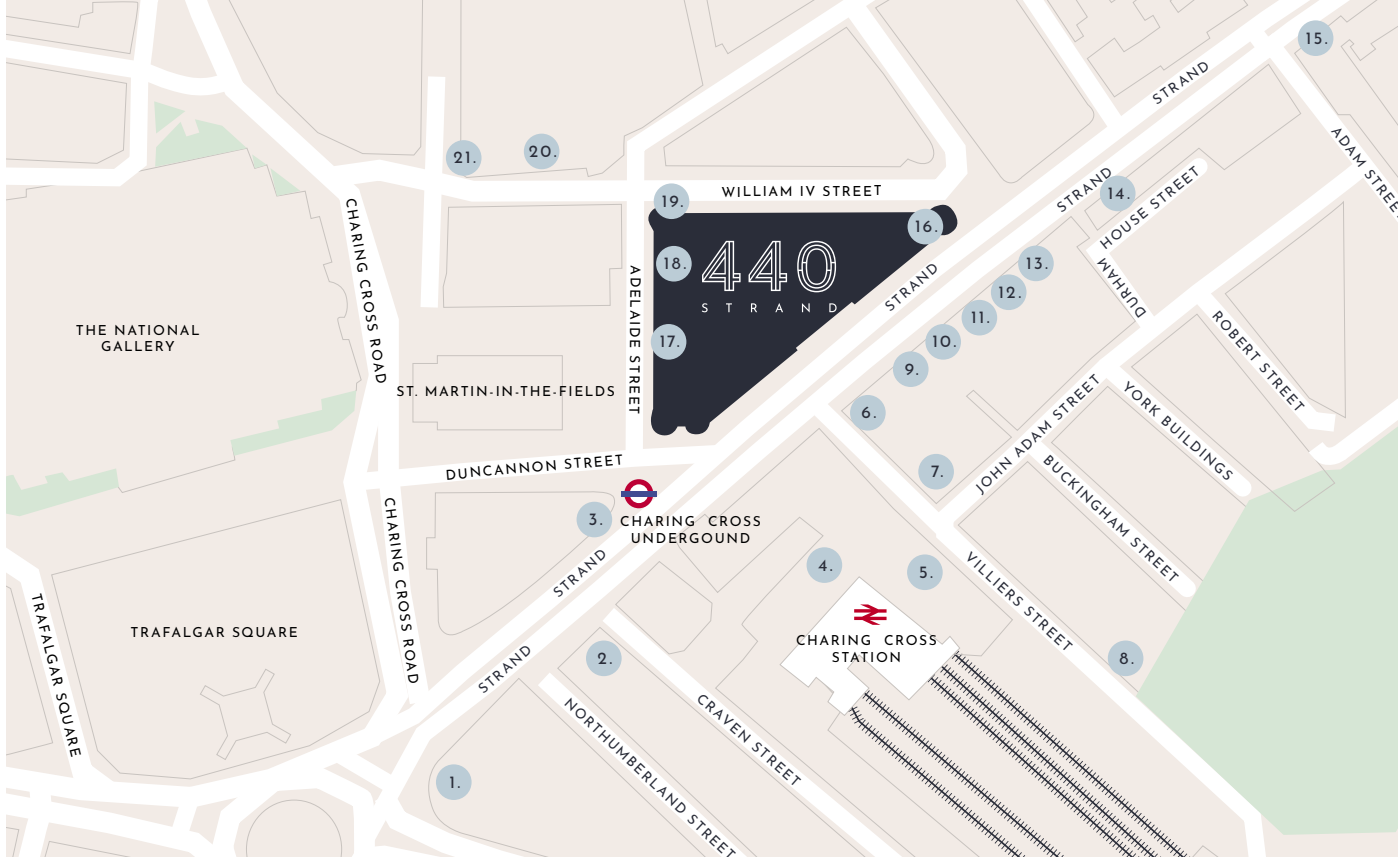 15.
STRAND
ADAM STREE
20.
21.
STRAND
14.
HOUSE STREET
DURHAM
WILLIAM IV STREET
19.
16.
18.
440
STRAND
STRAND
13.
12.
11.
10.
9.
17.
CHARING CROSS ROAD
ADELAIDE STREET
THE NATIONAL
GALLERY
ST. MARTIN-IN-THE-FIELDS
ROBERT STREET
6.
JOHN ADAM STREET
YORK BUILDINGS
DUNCANNON STREET
7.
BUCKINGHAM STREET
3.
CHARING CROSS
UNDERGOUND
CHARING CROSS ROAD
STRAND
4.
5.
VILLIERS STREET
TRAFALGAR SQUARE
TRAFALGAR SQUARE
CHARING CROSS
STATION
STRAND
2.
8.
CRAVEN STREET
NORTHUMBERLAND STREET
1.